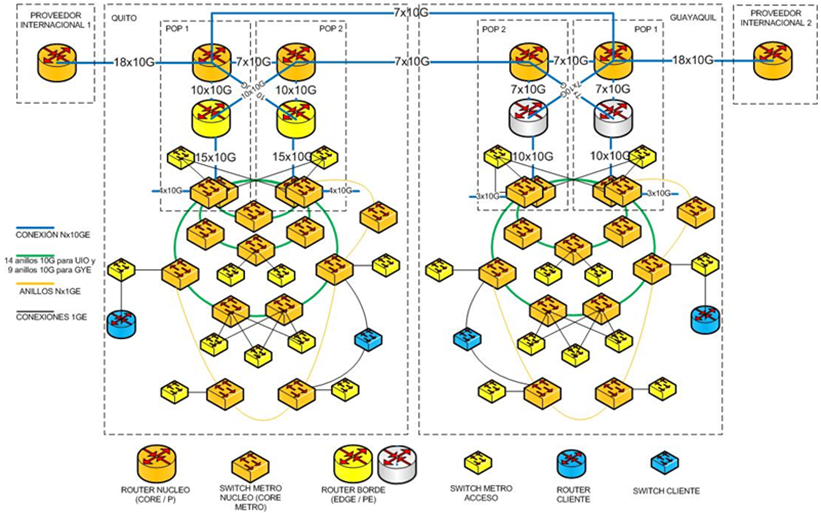 PROVEEDOR
INTERNACIONAL 1
QUITO
POP 1
POP 2
7x10G
GUAYAQUIL
POP 2
POP 1
PROVEEDOR
INTERNACIONAL 2
18x10G
7x10G
7x10G
7x10G
18x10G
10x10G
10x10G
10x10G
7x10G
7x10G
7x10G
15x10G
15x10G
10x10G
10x10G
4x10G
4x10G
3x10G
3x10G
CONEXIÓN Nx10GE
14 anillos 10G para UIO y
9 anillos 10G para GYE
ANILLOS Nx1GE
CONEXIONES 1GE
ROUTER NUCLEO
(CORE / P)
SWITCH METRO
NUCLEO (CORE
METRO)
ROUTER BORDE
(EDGE / PE)
SWITCH METRO
ACCESO
ROUTER
CLIENTE
SWITCH CLIENTE